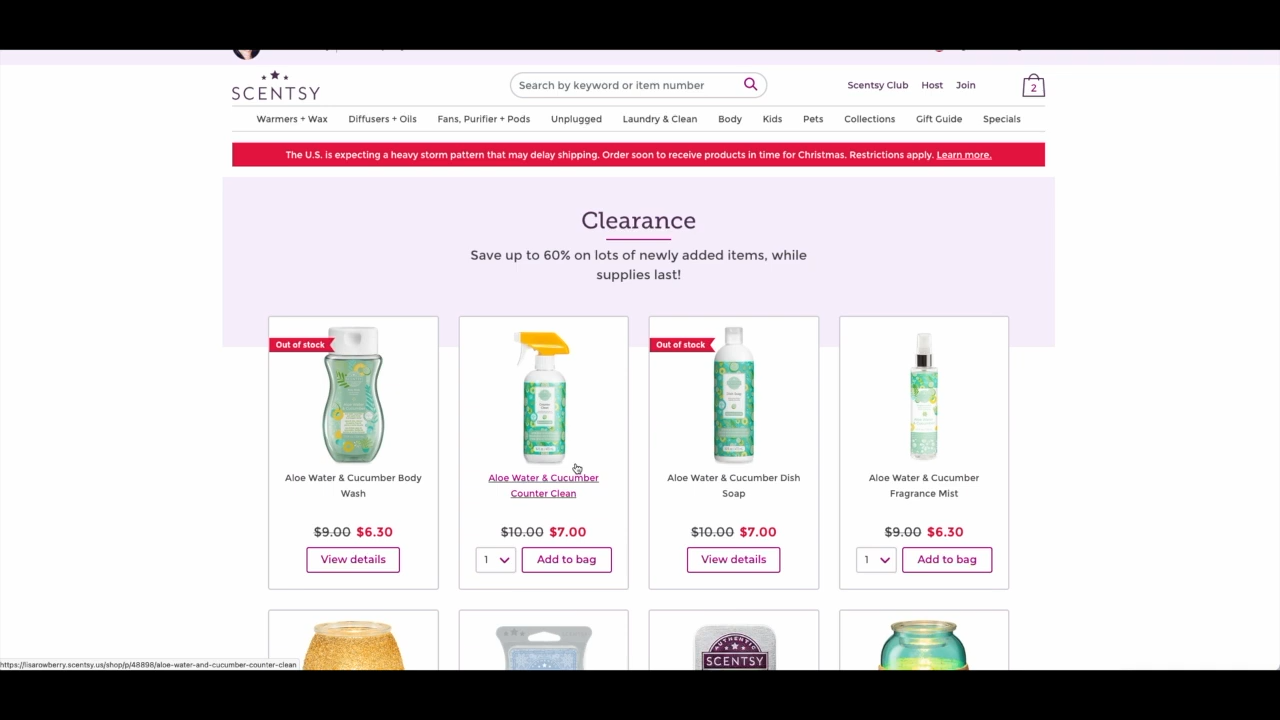 SCENTSY
Search by keyword or item number
Scentsy Club Host Join
2
Warmers + Wax Diffusers + Oils Fans, Purifier + Pods Unplugged Laundry & Clean Body Kids Pets Collections Gift Guide Specials
The U.S. is expecting a heavy storm pattern that may delay shipping. Order soon to receive products in time for Christmas. Restrictions apply. Learn more.
Clearance
Save up to 60% on lots of newly added items, while
supplies last!
Out of stock
Aloe Water & Cucumber Body
Wash
$9.00 $6.30
View details
Aloe Water & Cucumber
Counter Clean
$10.00 $7.00
1 Add to bag
Out of stock
Aloe Water & Cucumber Dish
Soap
$10.00 $7.00
View details
Aloe Water & Cucumber
Fragrance Mist
$9.00 $6.30
1 Add to bag
AUTHENTIC
SCENTSY
https://lisarowberry.scentsy.us/shop/p/48898/aloe-water-and-cucumber-counter-clean